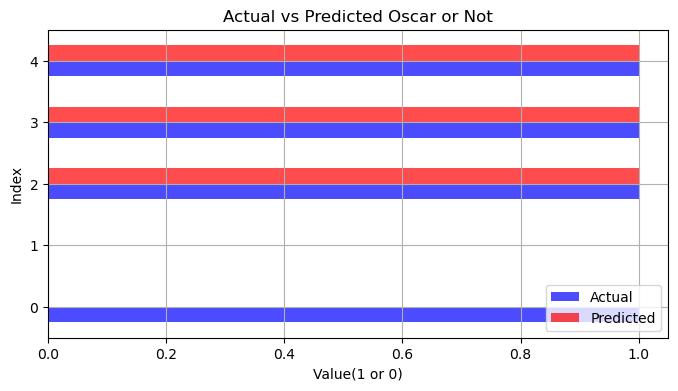 Actual vs Predicted Oscar or Not
Index
4
3
2
1
0
Actual
Predicted
0.0 0.2 0.4 0.6 0.8 1.0
Value(1 or 0)